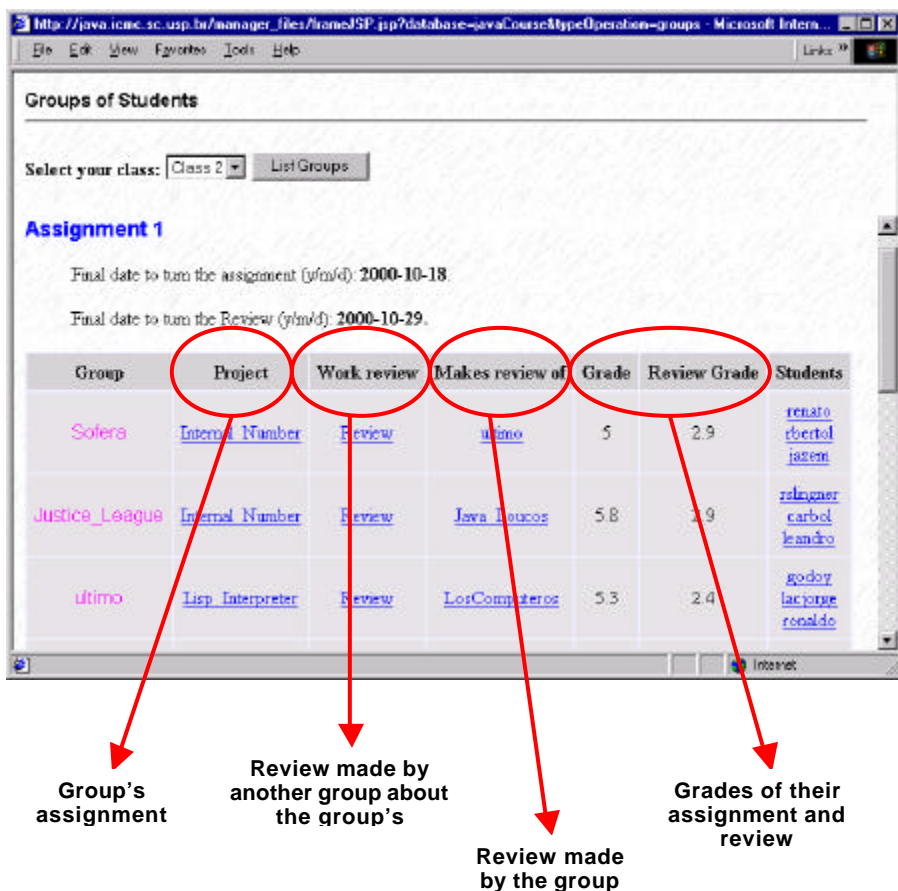 http://java.icmc.sc.usp.br/manager_files/frameJSP.jsp?database=javaCourse&typeOperation=groups - Microsoft Intern...
File Edit View Favorites Tools Help
Links »
Groups of Students
Select your class: Class 2 List Groups
Assignment 1
Final date to turn the assignment (y/m/d): 2000-10-18.
Final date to turn the Review (y/m/d): 2000-10-29.
Group Project Work review Makes review of Grade Review Grade Students
Sofera Internal_Number Review ultimo 5 2.9 renato
rbertol
jazem
Justice_League Internal_Number Review Java_Loucos 5.8 2.9 rslingner
carbol
leandro
ultimo Lisp_Interpreter Review LosComputeros 5.3 2.4 godoy
lacjorge
ronaldo
Internet
Group's
assignment
Review made by
another group about
the group's
Review made
by the group
Grades of their
assignment and
review